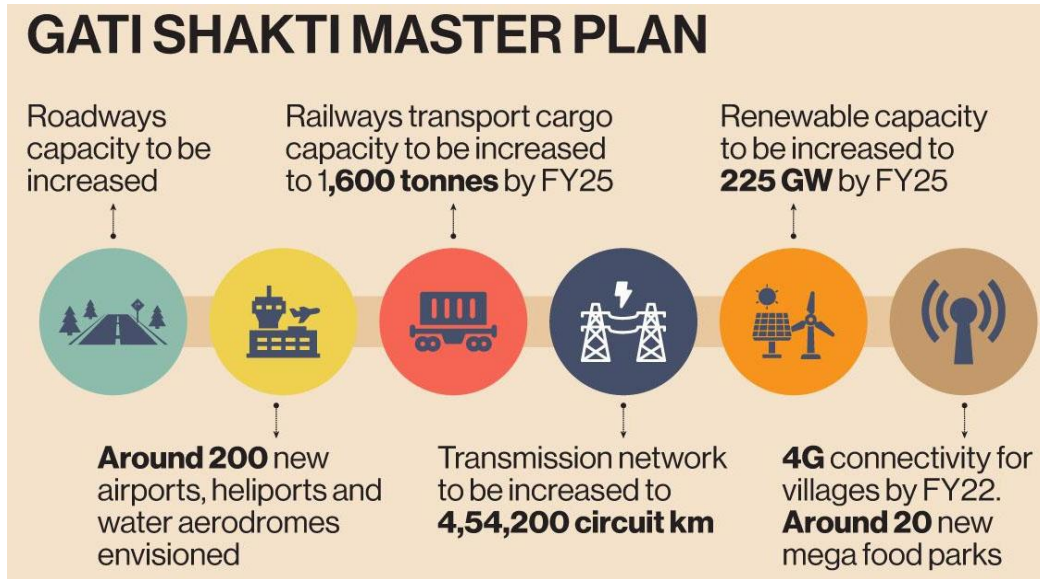 GATI SHAKTI MASTER PLAN
Roadways
capacity to be
increased
Railways transport cargo
capacity to be increased
to 1,600 tonnes by FY25
Renewable capacity
to be increased to
225 GW by FY25
Around 200 new
airports, heliports and
water aerodromes
envisioned
Transmission network
to be increased to
4,54,200 circuit km
4G connectivity for
villages by FY22.
Around 20 new
mega food parks